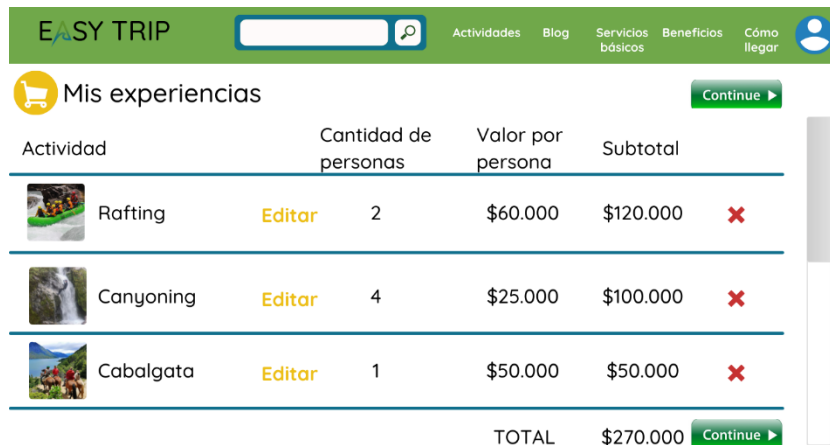 EASY TRIP
Actividades Blog Servicios básicos Beneficios Cómo llegar
Mis experiencias
Continue
Actividad Cantidad de personas Valor por persona Subtotal
Rafting Editar 2 $60.000 $120.000
Canyoning Editar 4 $25.000 $100.000
Cabalgata Editar 1 $50.000 $50.000
TOTAL $270.000 Continue